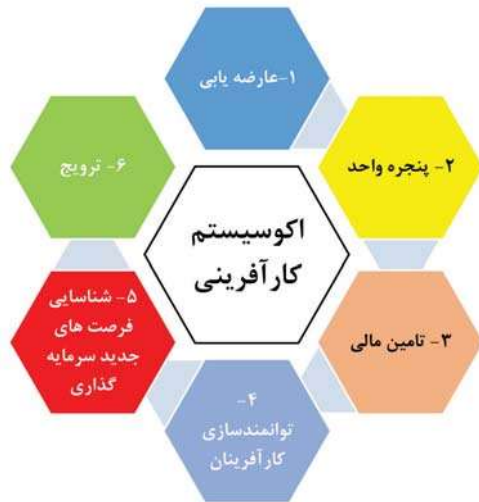 ۱-عارضه یابی
۲- پنجره واحد
۳- تامین مالی
۴-
توانمندسازی
کارآفرینان
۵- شناسایی
فرصت های
جدید سرمایه
گذاری
۶- ترویج
اکوسیستم
کارآفرینی